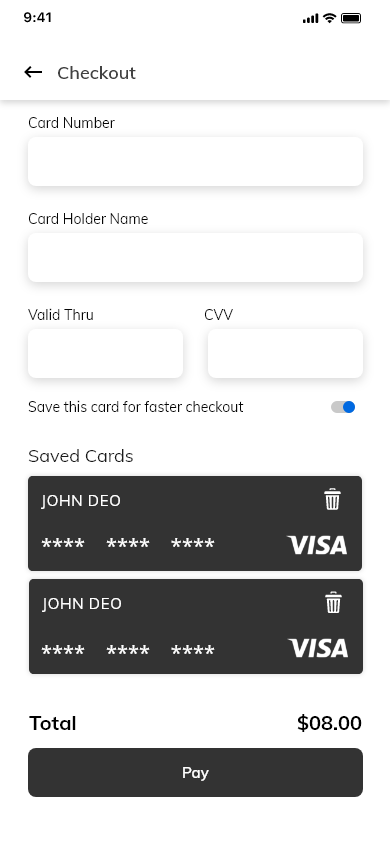 9:41
Checkout
Card Number
Card Holder Name
Valid Thru CVV
Save this card for faster checkout
Saved Cards
JOHN DEO
**** **** ****
VISA
JOHN DEO
**** **** ****
VISA
Total $08.00
Pay